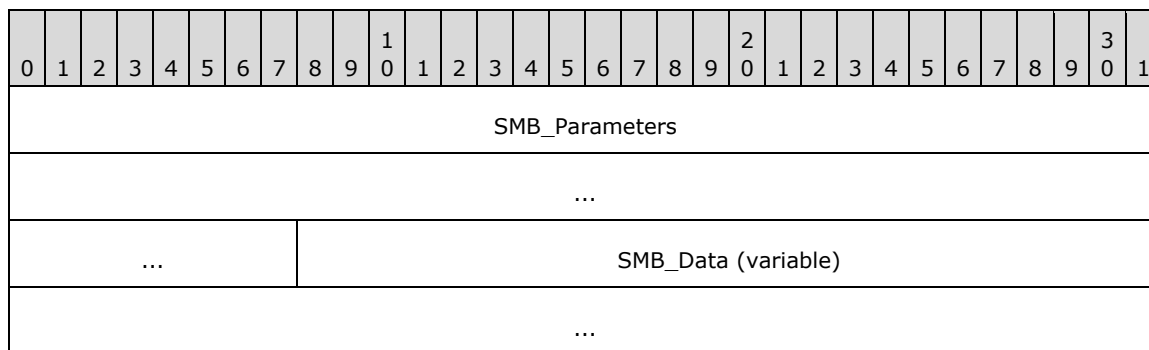 1 2 3
0 1 2 3 4 5 6 7 8 9 0 1 2 3 4 5 6 7 8 9 0 1 2 3 4 5 6 7 8 9 0 1
SMB_Parameters
...
... SMB_Data (variable)
...